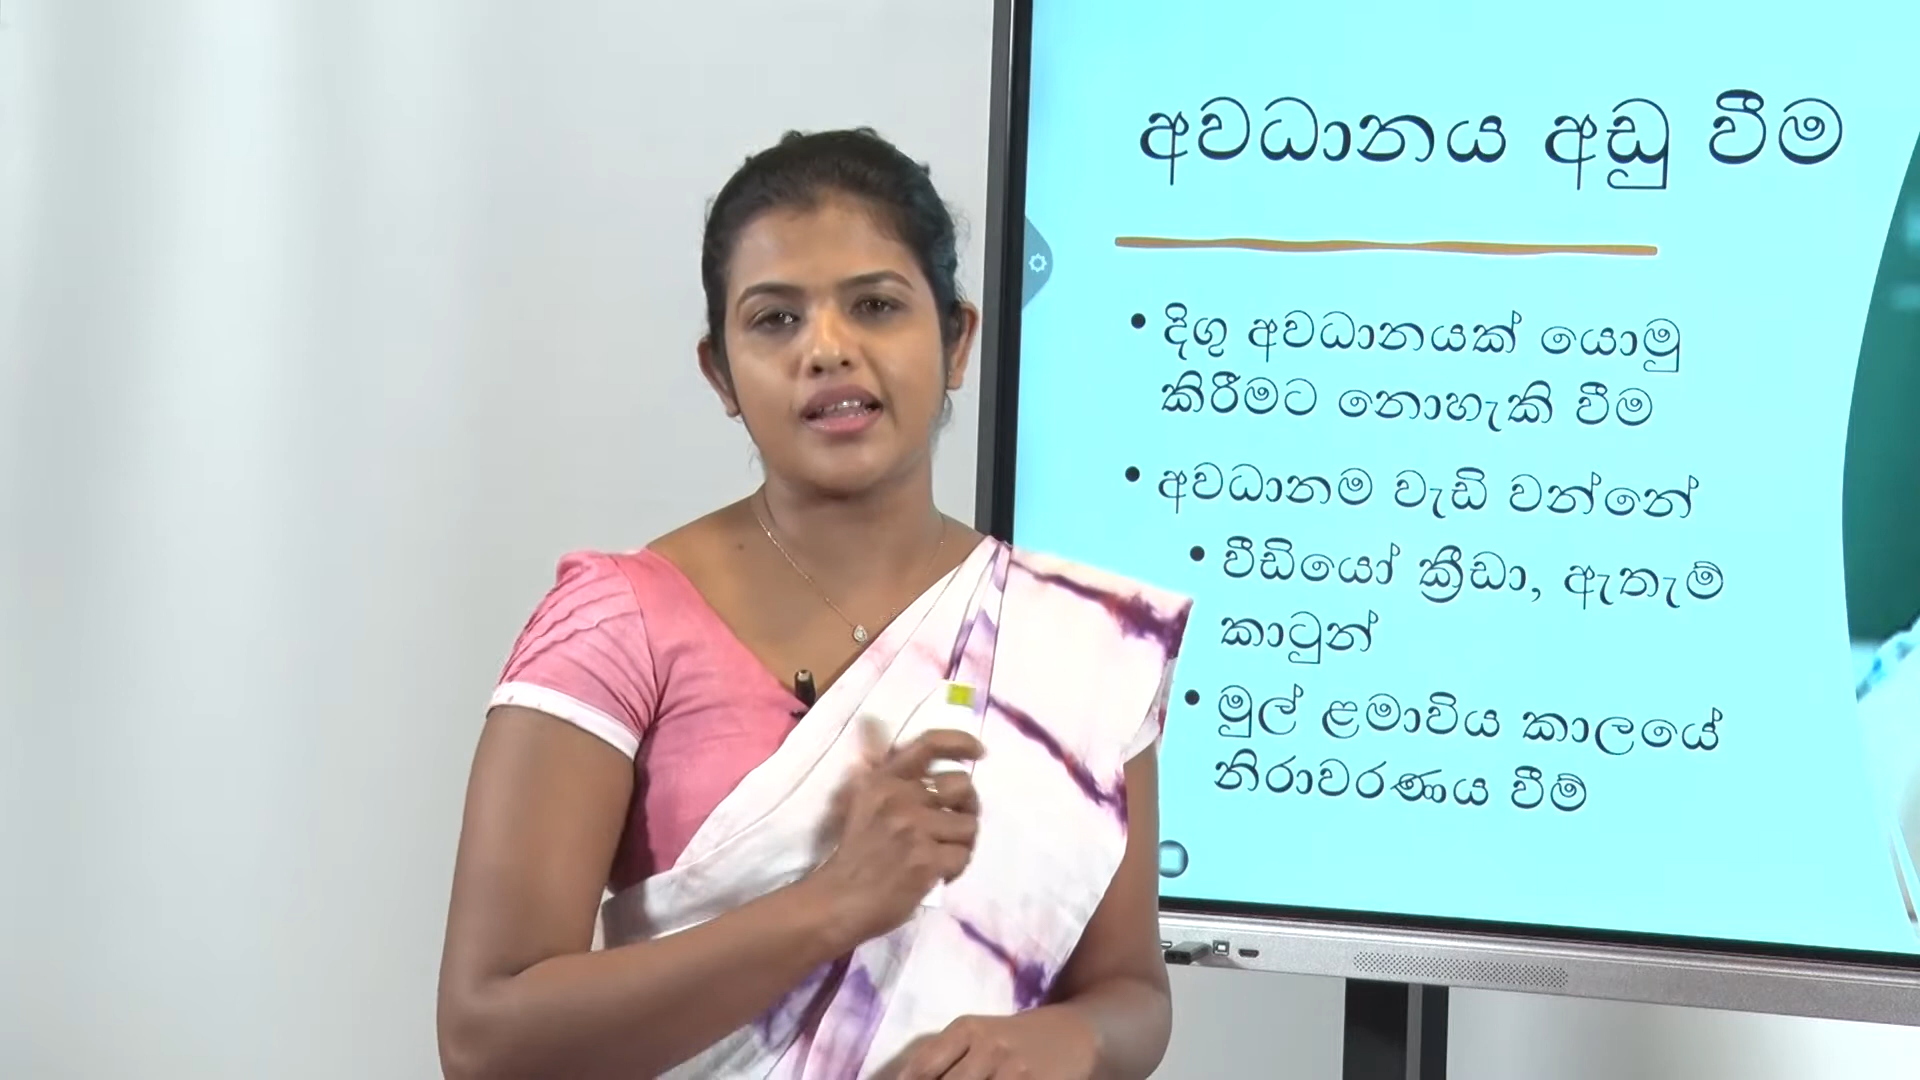 අවධානය අඩු වීම
• දිගු අවධානයක් යොමු
කිරීමට නොහැකි වීම
• අවධානම වැඩි වන්නේ
• වීඩියෝ ක්‍රීඩා, ඇතැම්
කාටුන්
• මුල් ළමාවිය කාලයේ
නිරාවරණය වීම්